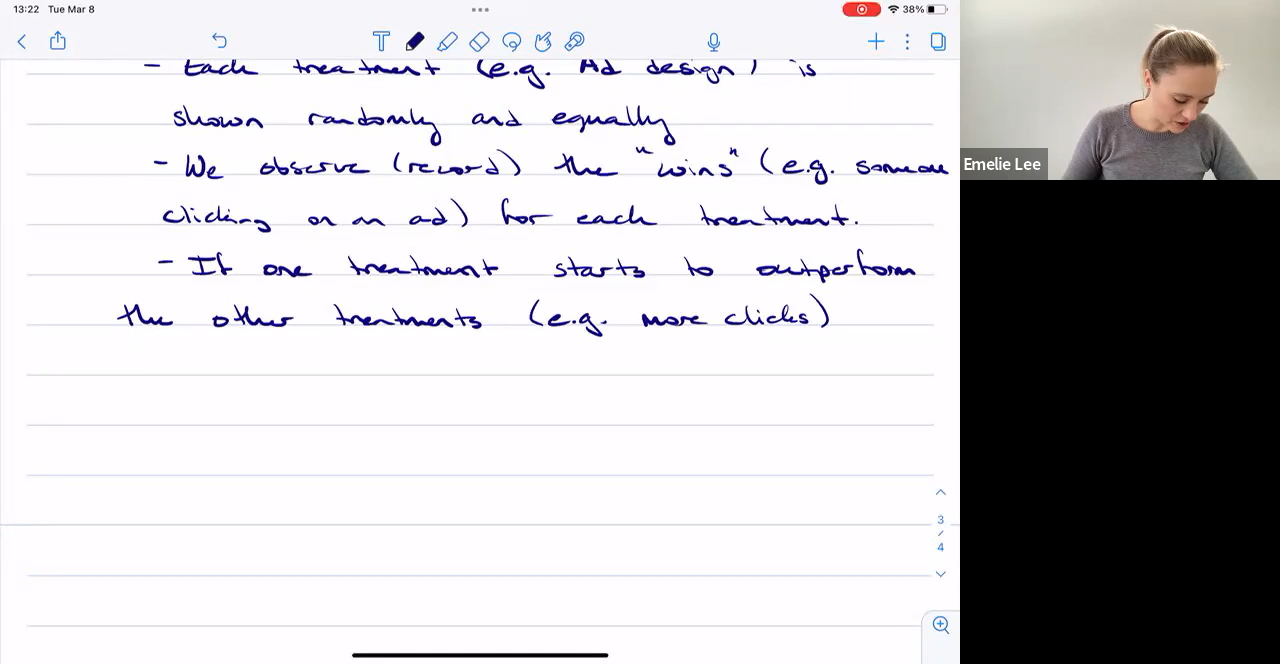 13:22 Tue Mar 8
38%
- Each treatment (e.g. Ad design) is
shown randomly and equally
- We observe (record) the "wins" (e.g. someone
clicking on an ad) for each treatment.
- If one treatment starts to outperform
the other treatments (e.g. more clicks)
3
/
4
Emelie Lee